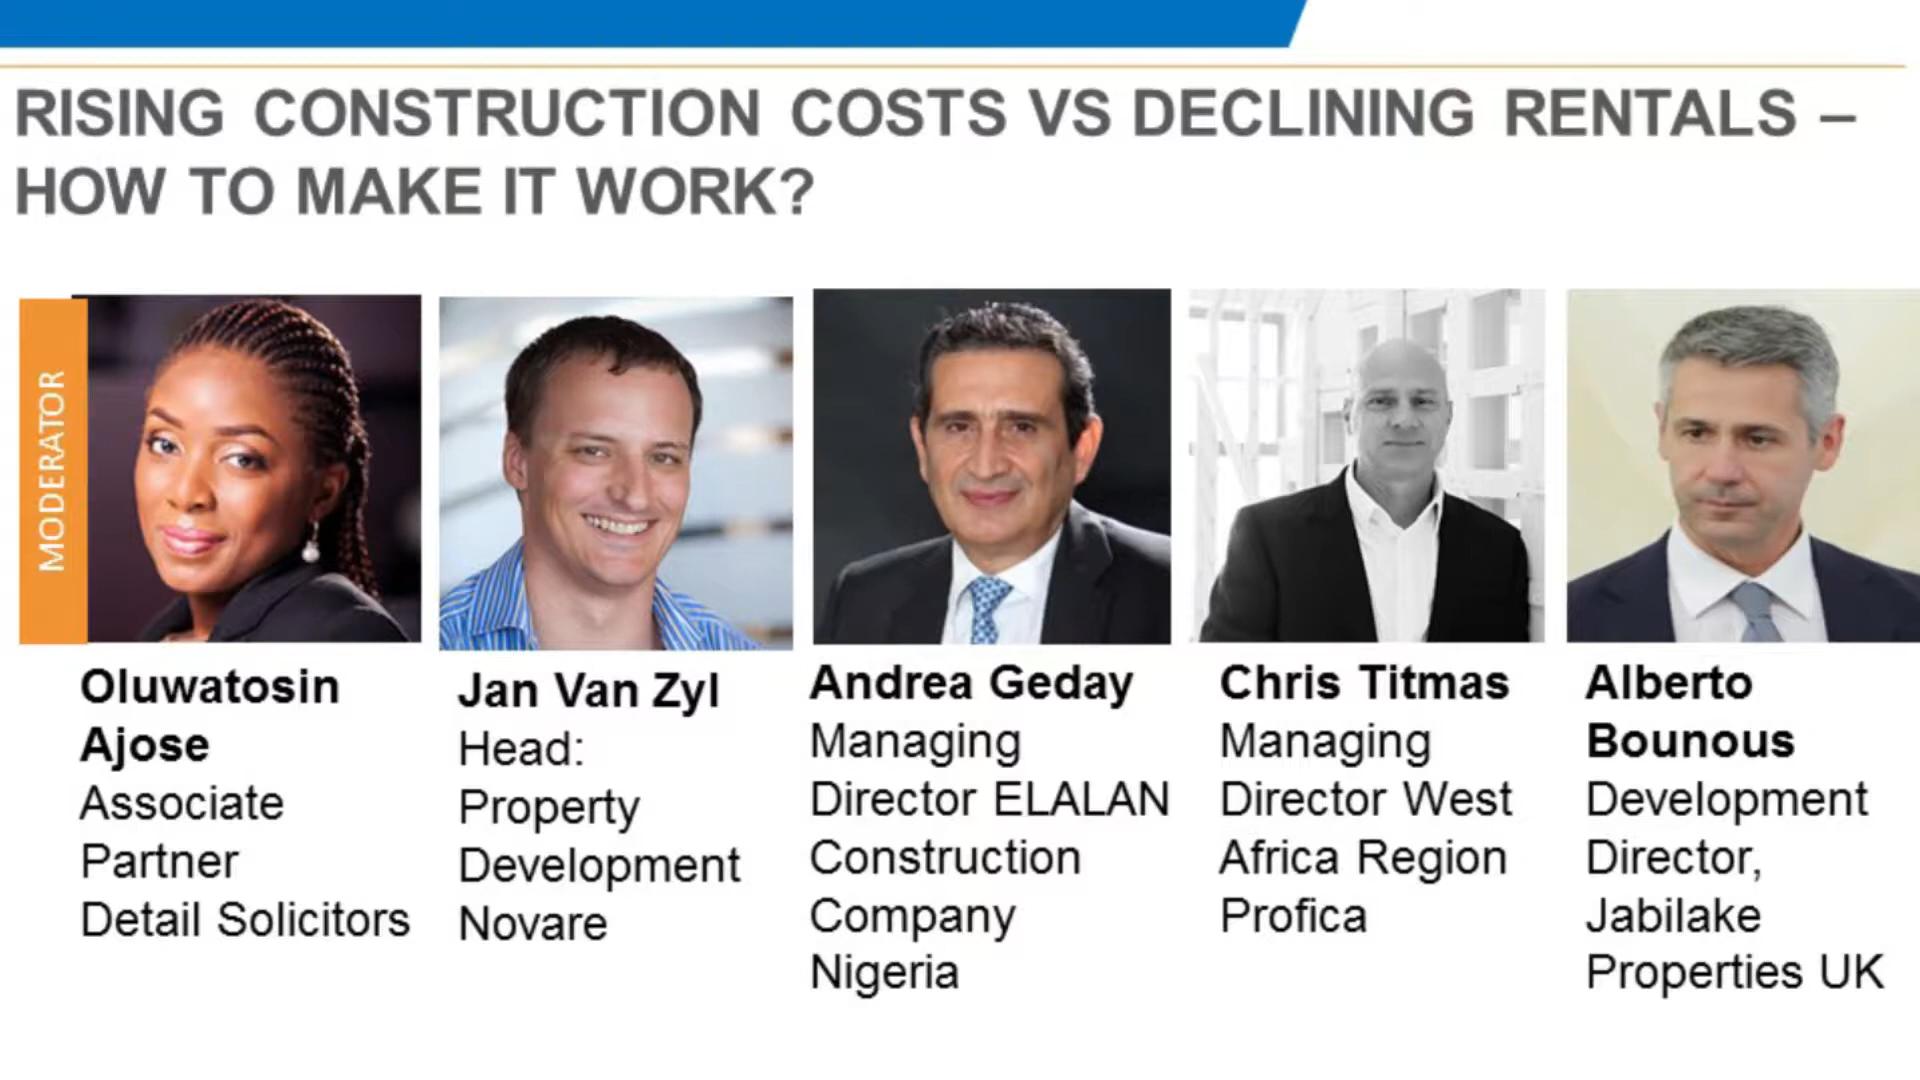 RISING CONSTRUCTION COSTS VS DECLINING RENTALS –
HOW TO MAKE IT WORK?
MODERATOR
Oluwatosin
Ajose
Associate
Partner
Detail Solicitors
Jan Van Zyl
Head:
Property
Development
Novare
Andrea Geday
Managing
Director ELALAN
Construction
Company
Nigeria
Chris Titmas
Managing
Director West
Africa Region
Profica
Alberto
Bounous
Development
Director,
Jabilake
Properties UK